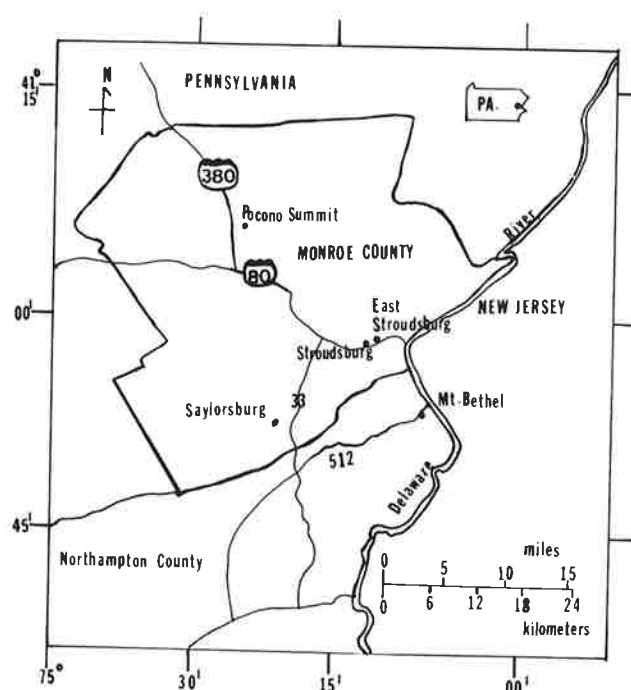 41°
15'
N
PENNSYLVANIA
PA.
380
Pocono Summit
River
MONROE COUNTY
80
00'
NEW JERSEY
East
Stroudsburg
Stroudsburg
Mt. Bethel
33
Saylorsburg
512
Delaware
45'
Northampton County
miles
0 5 10 15
0 6 12 18 24
kilometers
75° 30' 15' 00'